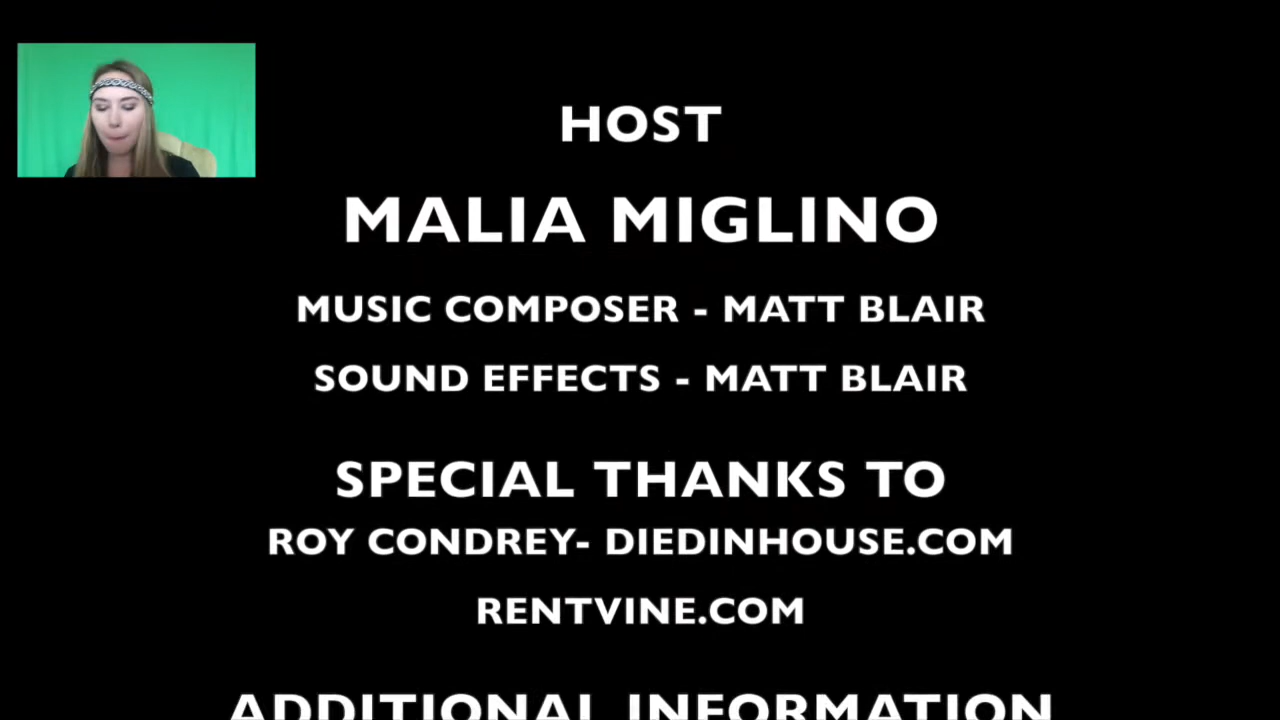 HOST
MALIA MIGLINO
MUSIC COMPOSER - MATT BLAIR
SOUND EFFECTS - MATT BLAIR
SPECIAL THANKS TO
ROY CONDREY- DIEDINHOUSE.COM
RENTVINE.COM
ADDITIONAL INFORMATION